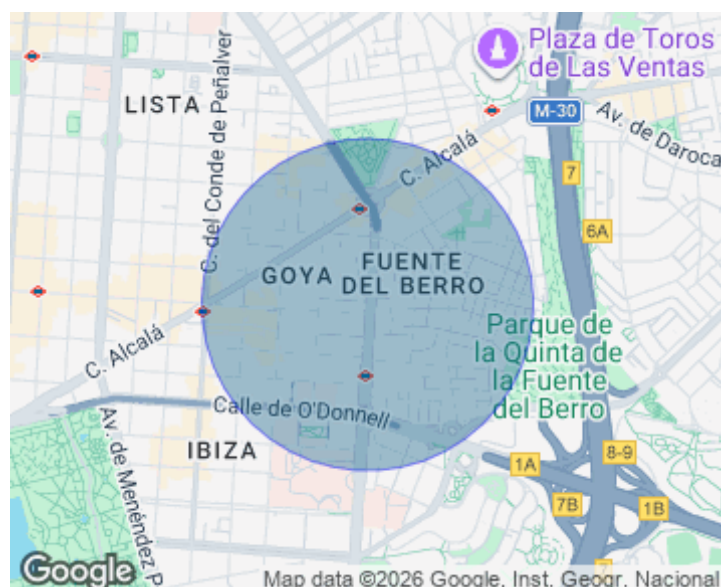 Plaza de Toros
de Las Ventas
LISTA
C. del Conde de Peñalver
M-30
Av. de Daroca
C. Alcalá
7
6A
GOYA
FUENTE
DEL BERRO
Parque de
la Quinta de
la Fuente
del Berro
C. Alcalá
Calle de O'Donnell
Av. de Menéndez P
IBIZA
1A
8-9
7B
1B
Google
Map data ©2026 Google, Inst. Geogr. Nacional